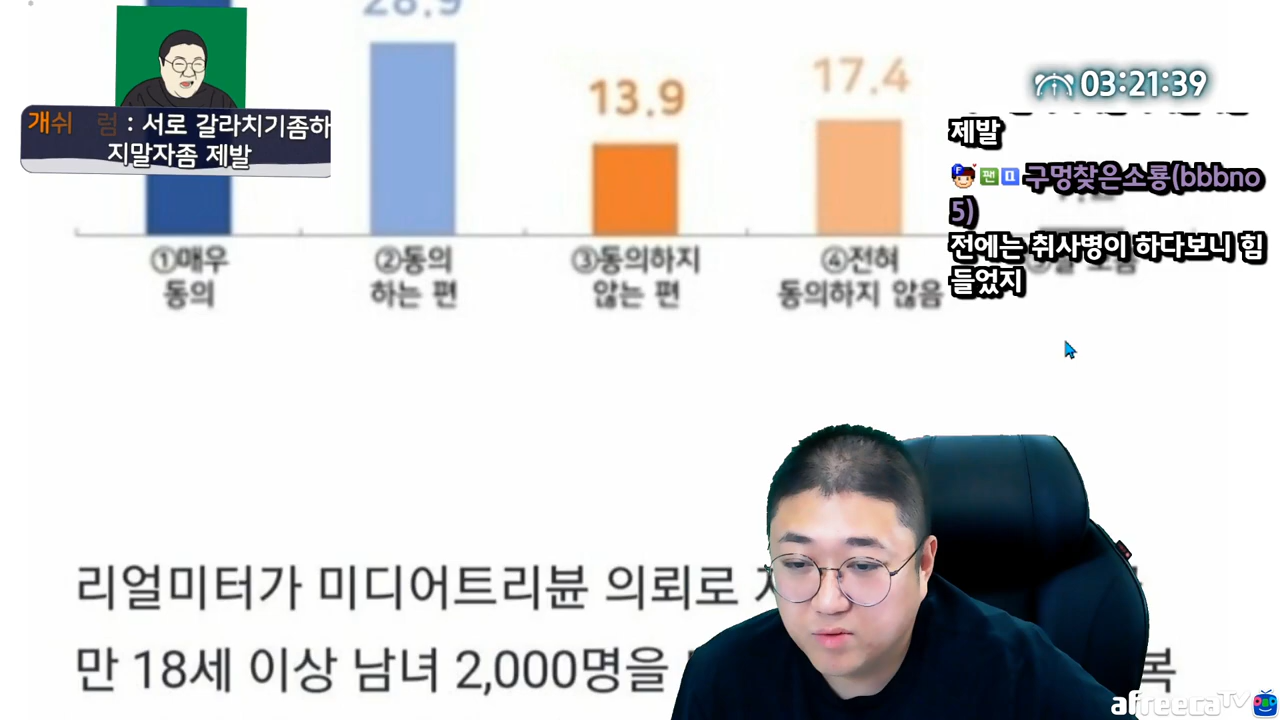 28.9
13.9
17.4
03:21:39
개쉬 럼 : 서로 갈라치기좀하
지말자좀 제발
제발
팬
구멍찾은소룡(bbbno
5)
전에는 취사병이 하다보니 힘
들었지
①매우
동의
②동의
하는 편
③동의하지
않는 편
④전혀
동의하지 않음
리얼미터가 미디어트리뷴 의뢰로
만 18세 이상 남녀 2,000명을
복
afreecaTV